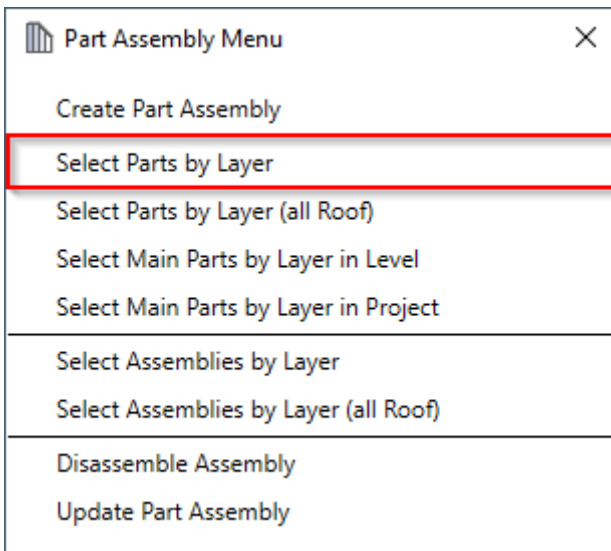 Part Assembly Menu
Create Part Assembly
Select Parts by Layer
Select Parts by Layer (all Roof)
Select Main Parts by Layer in Level
Select Main Parts by Layer in Project
Select Assemblies by Layer
Select Assemblies by Layer (all Roof)
Disassemble Assembly
Update Part Assembly